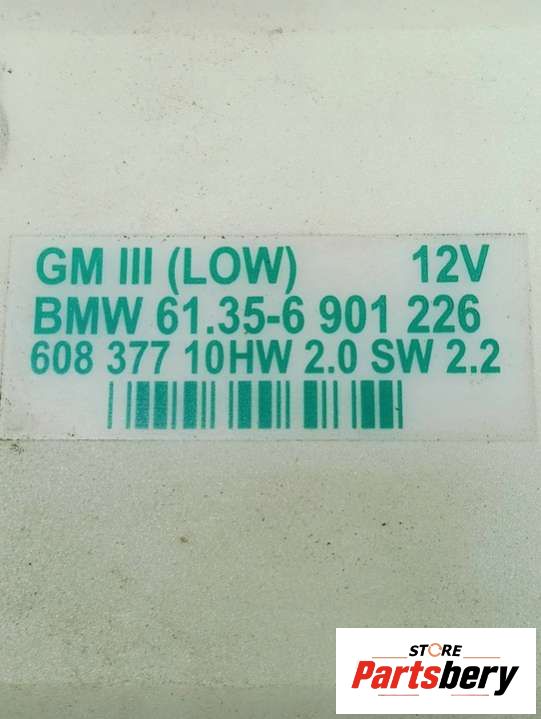 GM III (LOW) 12V
BMW 61.35-6 901 226
608 377 10HW 2.0 SW 2.2
STORE
Partsbery